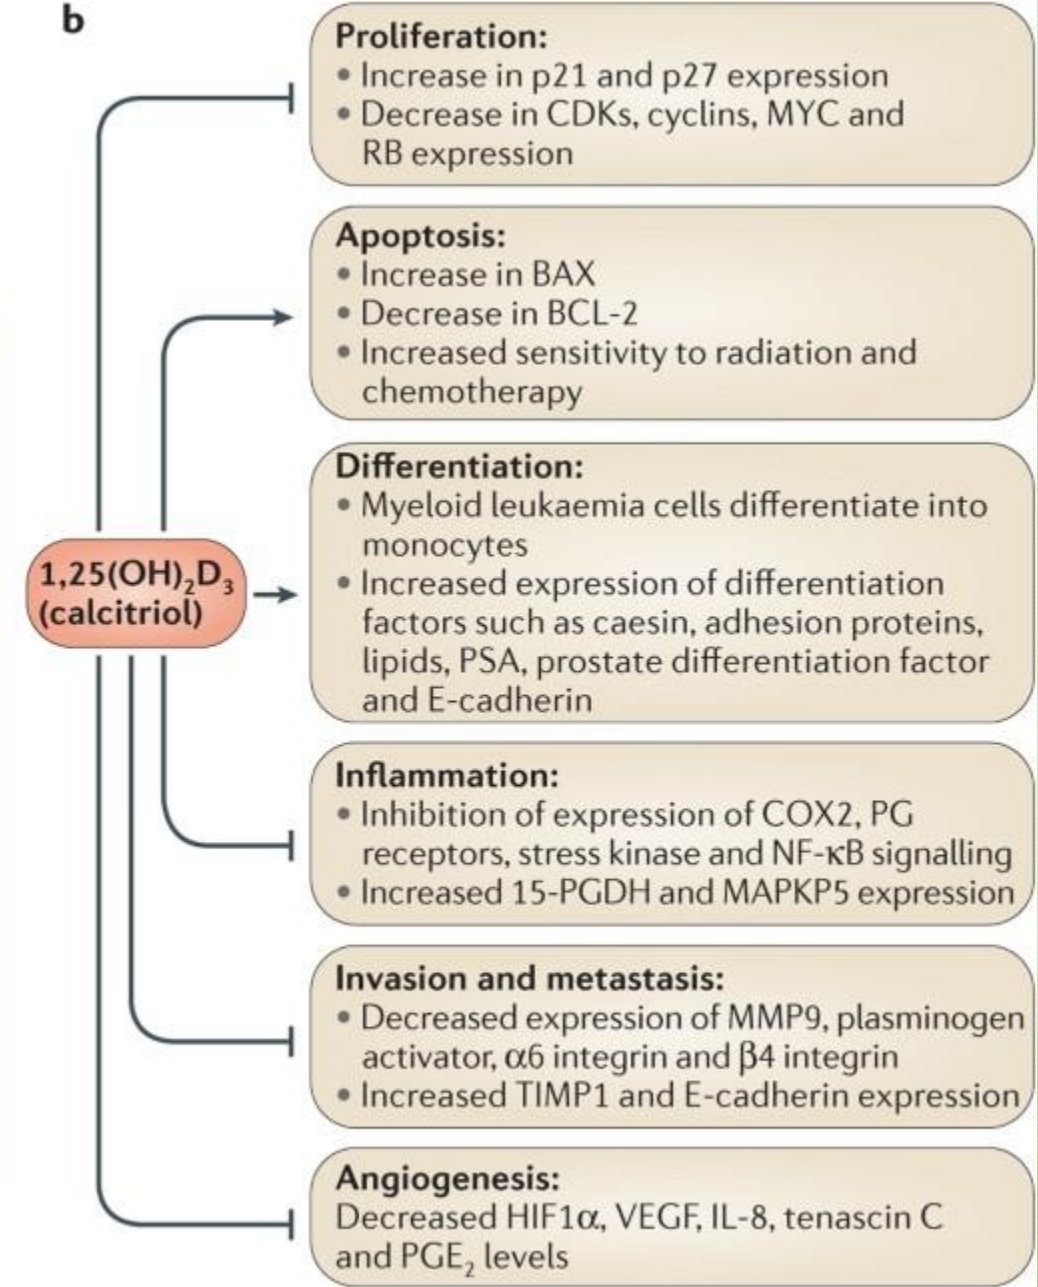 b
Proliferation:
• Increase in p21 and p27 expression
• Decrease in CDKs, cyclins, MYC and
RB expression
Apoptosis:
• Increase in BAX
• Decrease in BCL-2
• Increased sensitivity to radiation and
chemotherapy
Differentiation:
• Myeloid leukaemia cells differentiate into
monocytes
• Increased expression of differentiation
factors such as caesin, adhesion proteins,
lipids, PSA, prostate differentiation factor
and E-cadherin
1,25(OH)₂D₃
(calcitriol)
Inflammation:
• Inhibition of expression of COX2, PG
receptors, stress kinase and NF-κB signalling
• Increased 15-PGDH and MAPKP5 expression
Invasion and metastasis:
• Decreased expression of MMP9, plasminogen
activator, α6 integrin and β4 integrin
• Increased TIMP1 and E-cadherin expression
Angiogenesis:
Decreased HIF1α, VEGF, IL-8, tenascin C
and PGE₂ levels